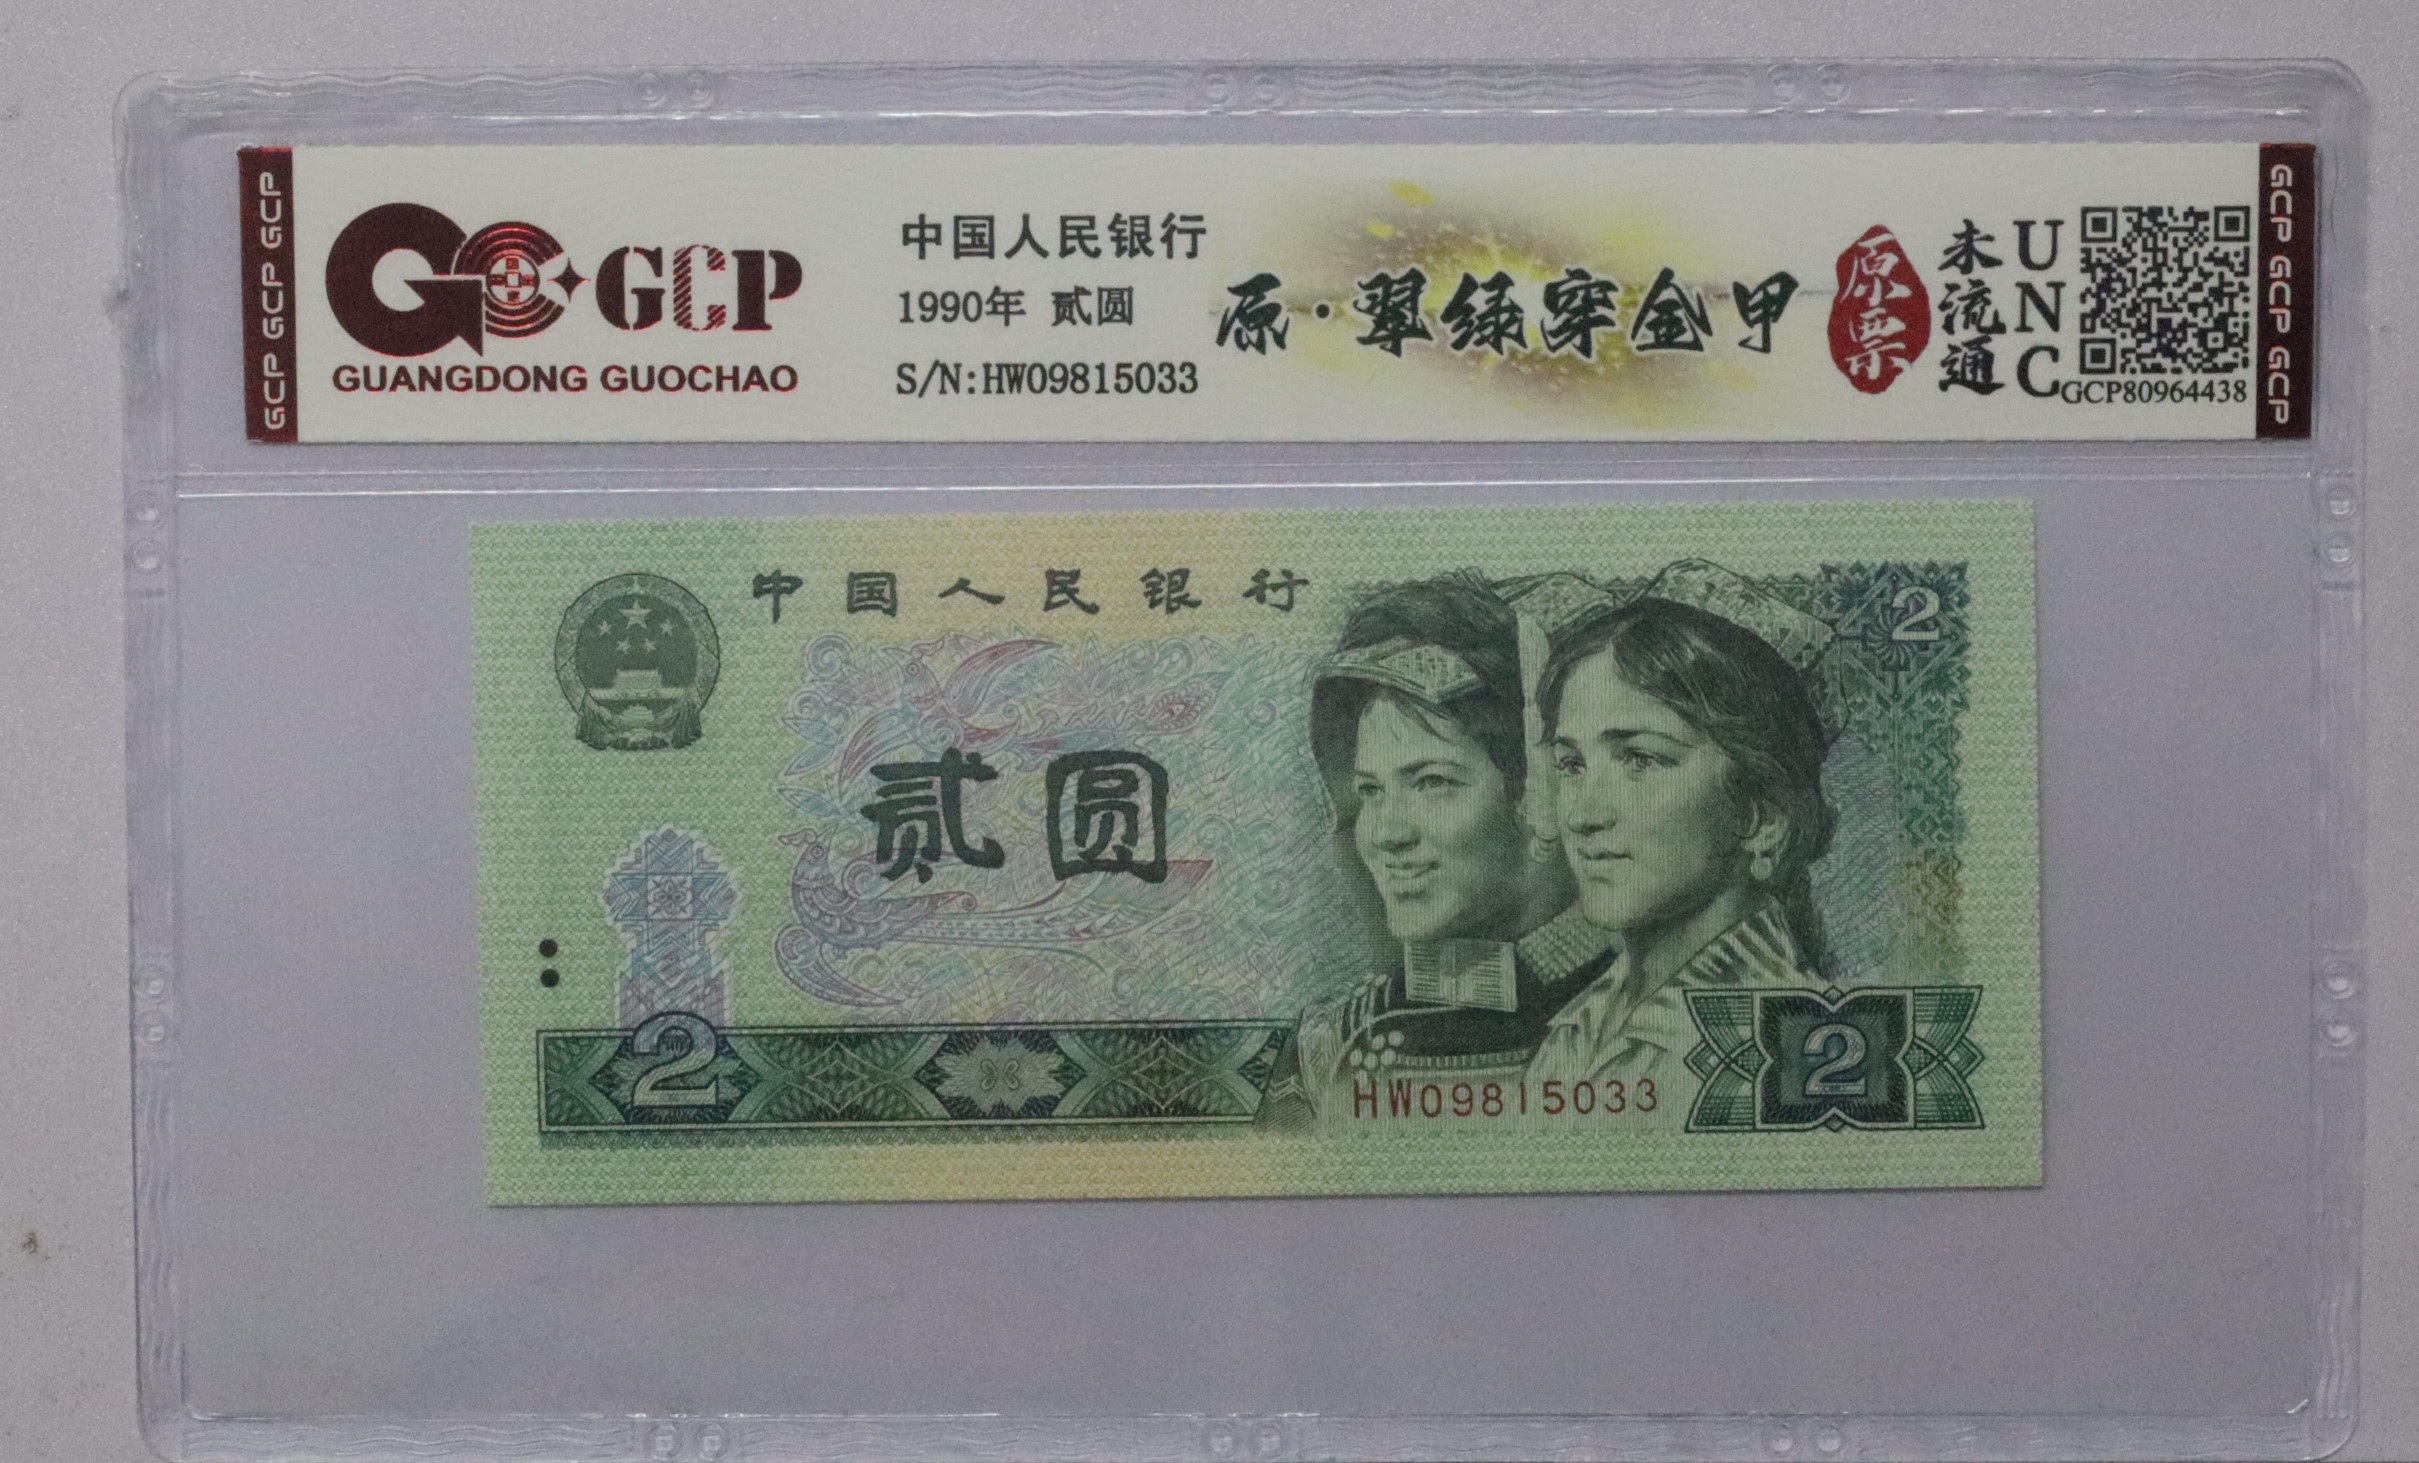 GCP GCP GCP
GCP
GUANGDONG GUOCHAO
中国人民银行
1990年 贰圆
S/N:HW09815033
原·翠绿穿金甲
原票
未流通
UNC
GCP80964438
GCP GCP GCP
中国人民银行
2
贰圆
2
HW09815033
2